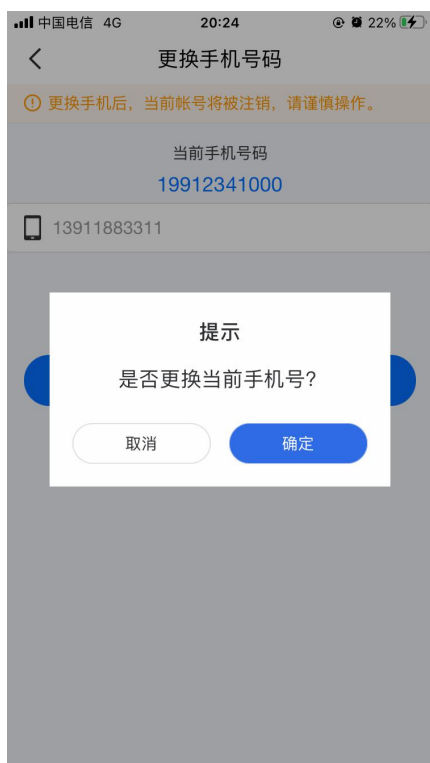 中国电信 4G 20:24 22%
更换手机号码
更换手机后，当前帐号将被注销，请谨慎操作。
当前手机号码
19912341000
13911883311
提示
是否更换当前手机号?
取消 确定